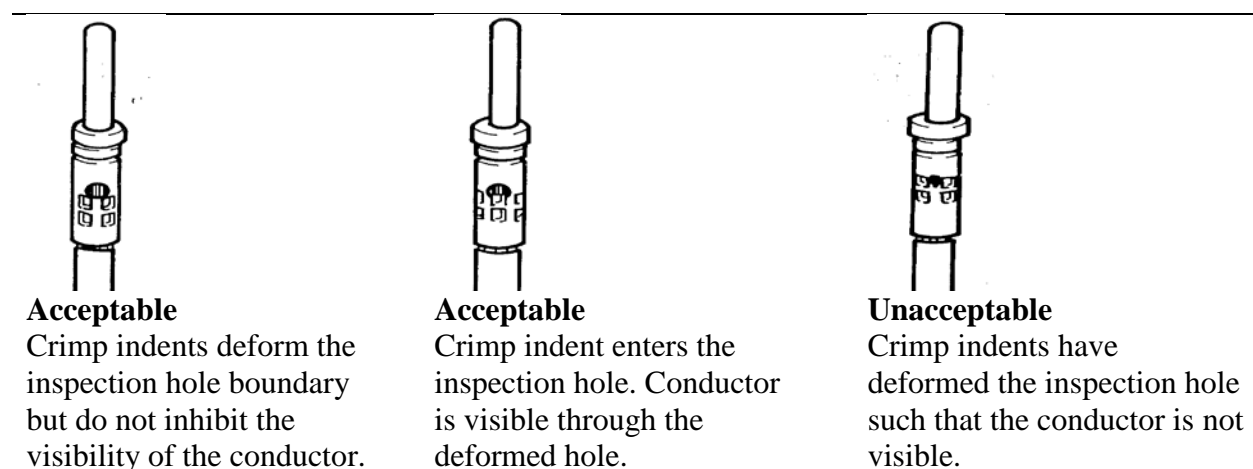 Acceptable
Crimp indents deform the
inspection hole boundary
but do not inhibit the
visibility of the conductor.
Acceptable
Crimp indent enters the
inspection hole. Conductor
is visible through the
deformed hole.
Unacceptable
Crimp indents have
deformed the inspection hole
such that the conductor is not
visible.